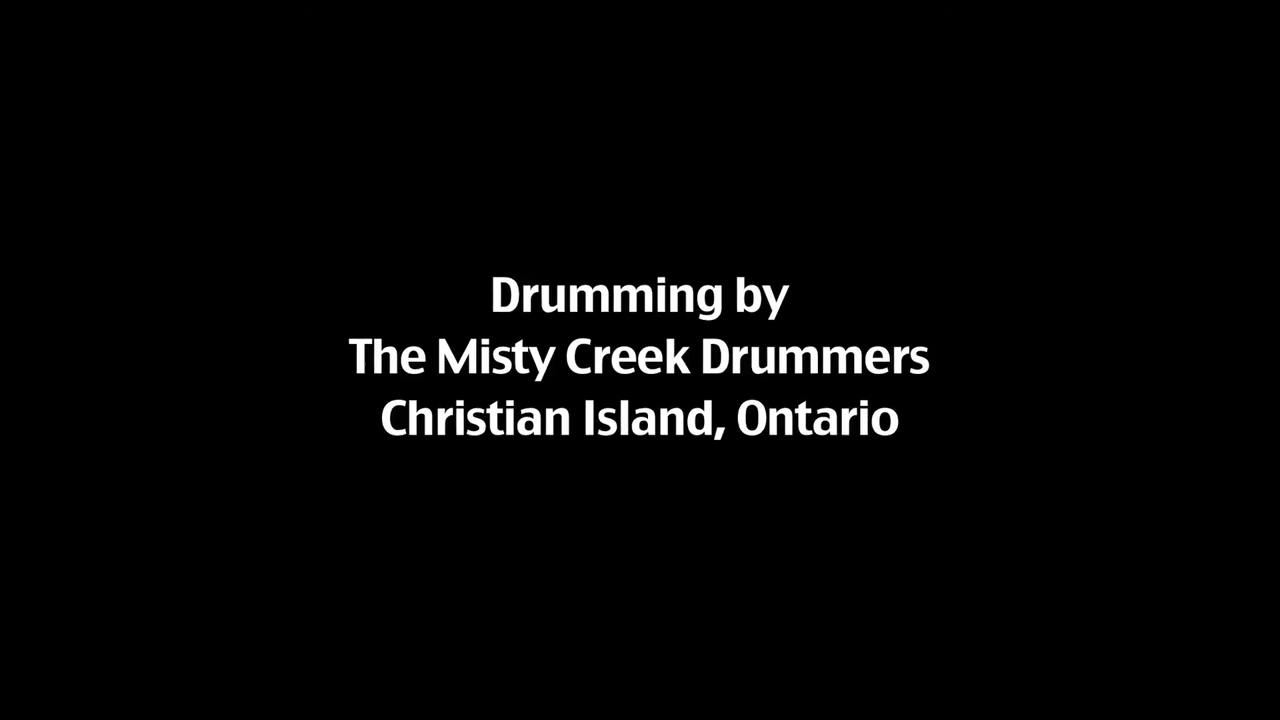 Drumming by
The Misty Creek Drummers
Christian Island, Ontario